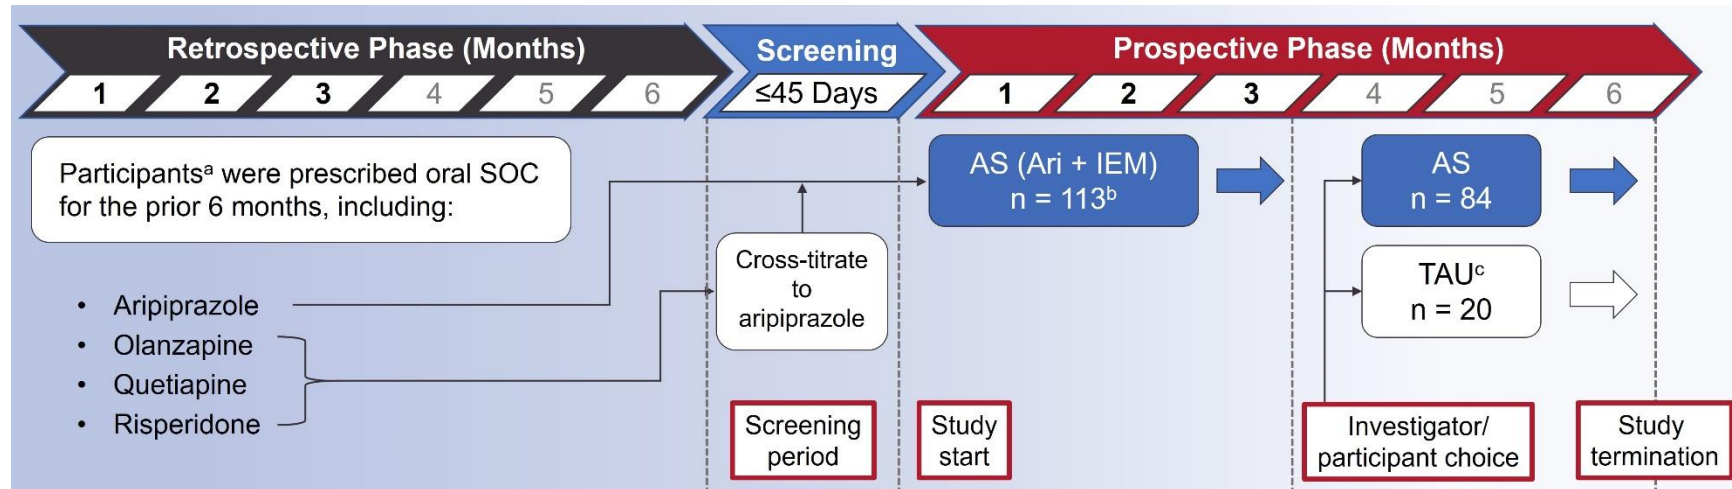 Retrospective Phase (Months)
1 2 3 4 5 6
Screening
≤45 Days
Prospective Phase (Months)
1 2 3 4 5 6
Participantsᵃ were prescribed oral SOC
for the prior 6 months, including:
• Aripiprazole
• Olanzapine
• Quetiapine
• Risperidone
Cross-titrate
to
aripiprazole
AS (Ari + IEM)
n = 113ᵇ
AS
n = 84
TAUᶜ
n = 20
Screening
period
Study
start
Investigator/
participant choice
Study
termination